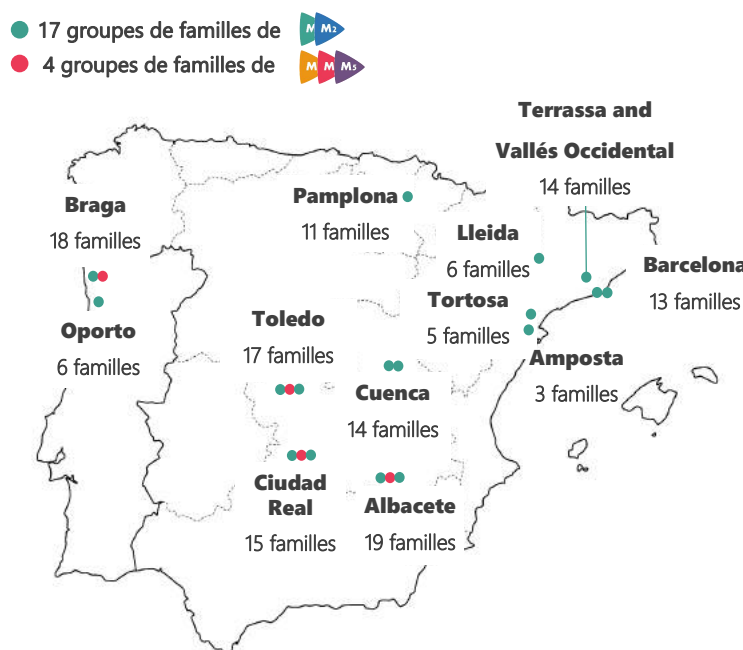 17 groupes de familles de M M2
4 groupes de familles de M M M5
Terrassa and
Vallés Occidental
14 familles
Pamplona
11 familles
Braga
18 familles
Lleida
6 familles
Barcelona
13 familles
Tortosa
5 familles
Toledo
17 familles
Oporto
6 familles
Amposta
3 familles
Cuenca
14 familles
Ciudad
Real
15 familles
Albacete
19 familles